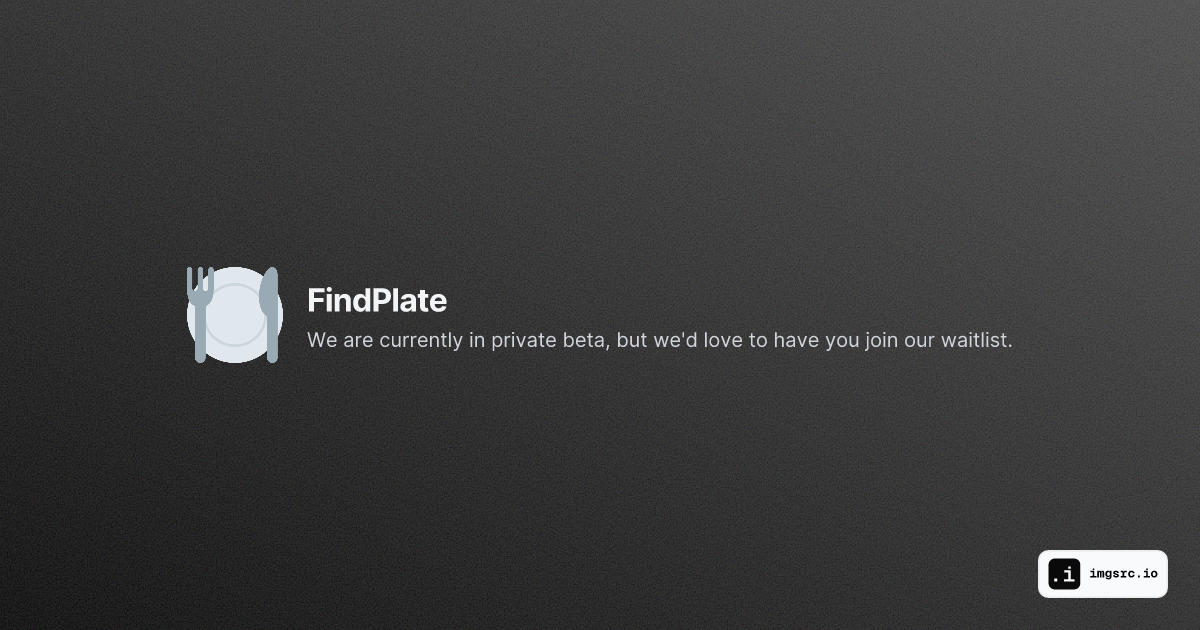 FindPlate
We are currently in private beta, but we'd love to have you join our waitlist.
.i imgsrc.io